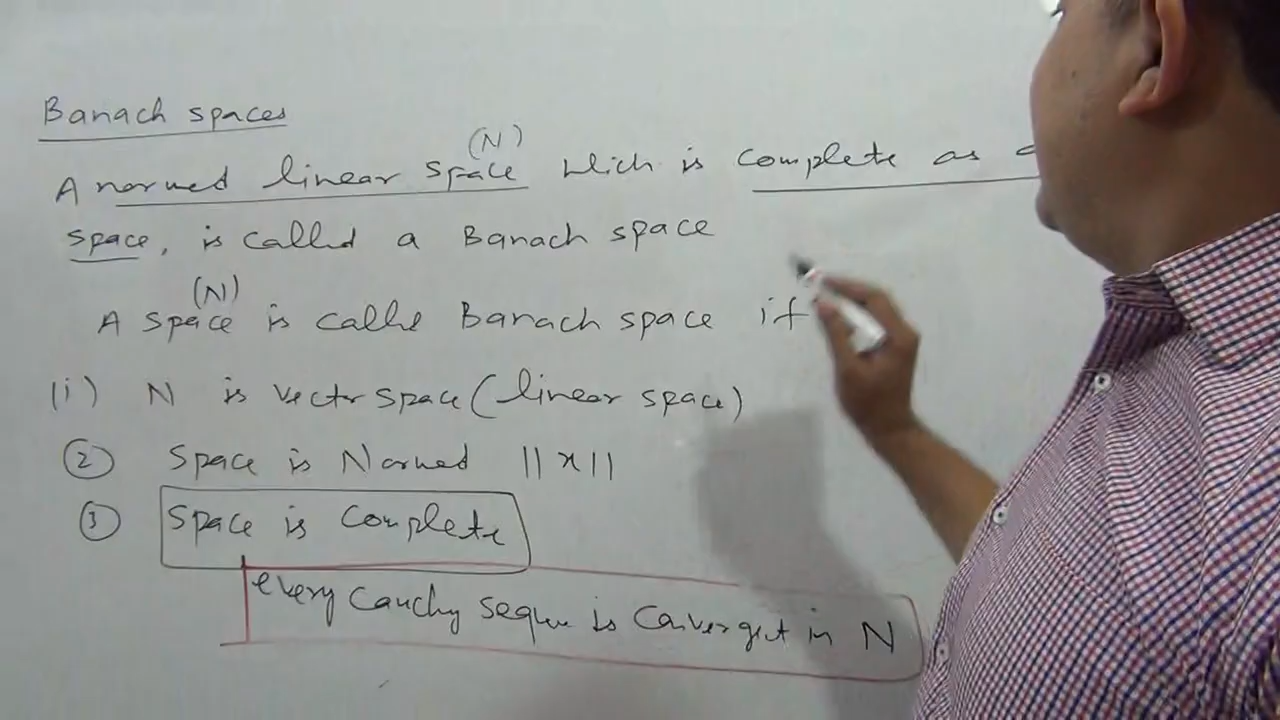 Banach spaces
(N)
A normed linear space which is complete as
space, is called a Banach space
(N)
A space is calle Banach space if
(i) N is vector space (linear space)
② Space is Normed ||x||
③ Space is Complete
every Cauchy seque is Convergent in N